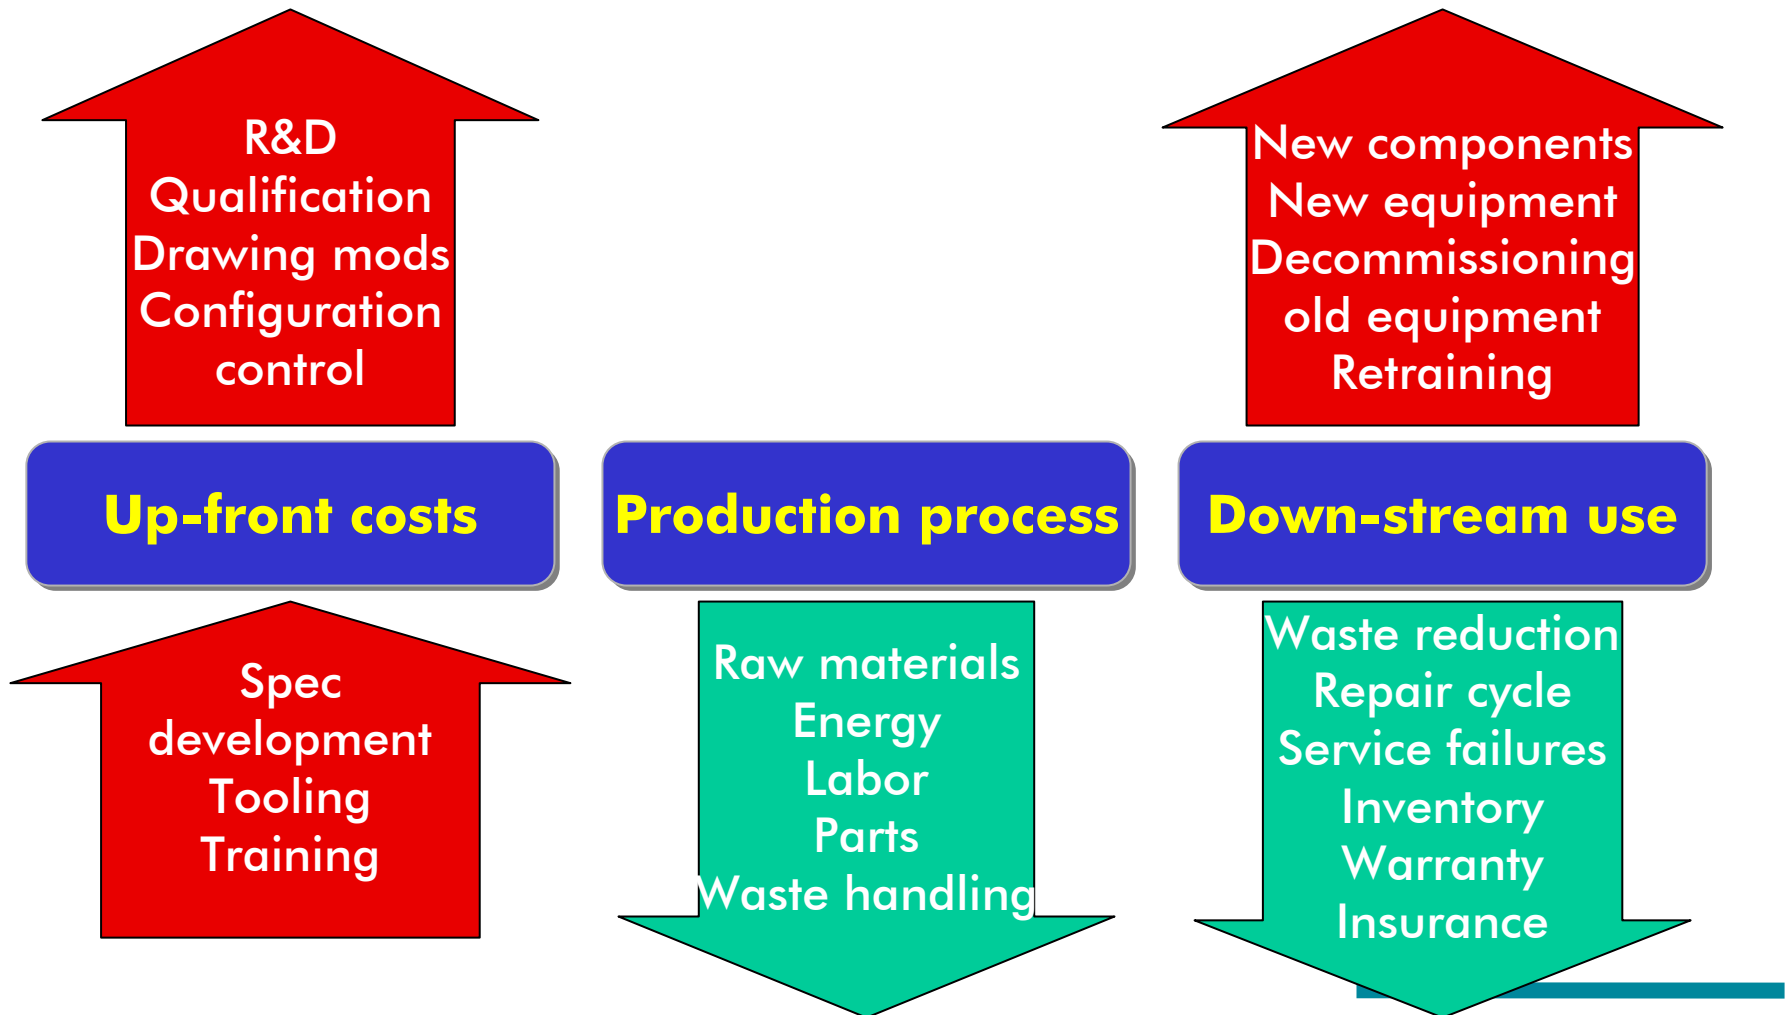 R&D
Qualification
Drawing mods
Configuration
control
New components
New equipment
Decommissioning
old equipment
Retraining
Up-front costs
Production process
Down-stream use
Spec
development
Tooling
Training
Raw materials
Energy
Labor
Parts
Waste handling
Waste reduction
Repair cycle
Service failures
Inventory
Warranty
Insurance